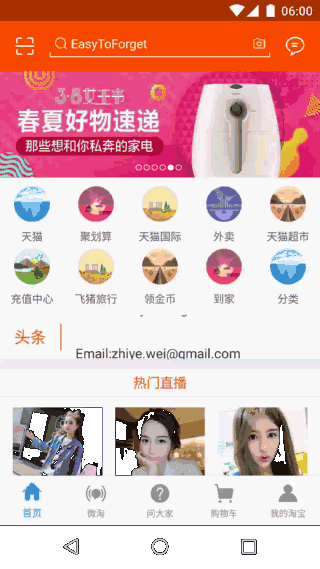 06:00
EasyToForget
3·8女王节
春夏好物速递
那些想和你私奔的家电
天猫
聚划算
天猫国际
外卖
天猫超市
充值中心
飞猪旅行
领金币
到家
分类
头条
Email:zhiye.wei@gmail.com
热门直播
首页
微淘
问大家
购物车
我的淘宝